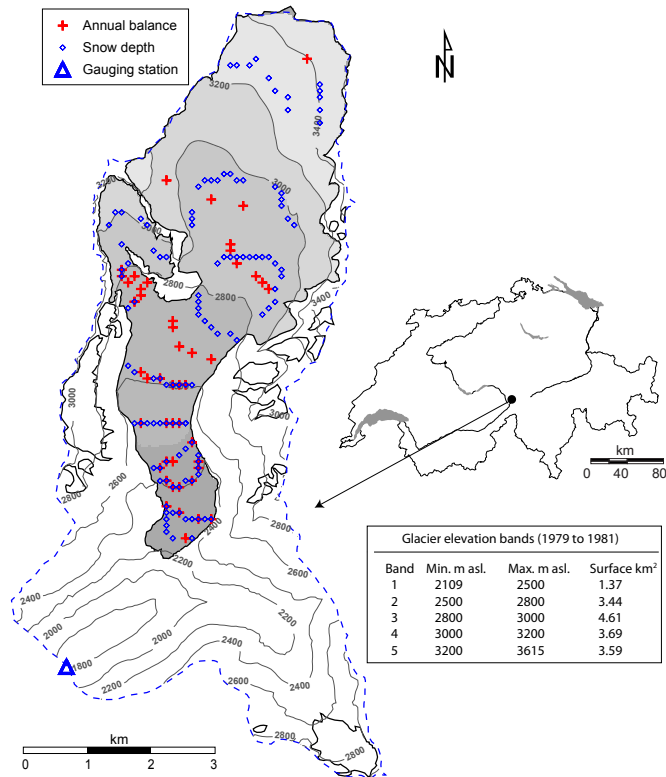 Annual balance
Snow depth
Gauging station
N
3200
3400
3200
3000
3000
2800
2800
3400
3000
3000
2800
2600
2800
2400
2200
2600
2400
2000
2200
2000
1800
2200
2400
2400
2600
2800
2800
km
0 1 2 3
km
0 40 80
Glacier elevation bands (1979 to 1981)
Band Min. m asl. Max. m asl. Surface km²
1 2109 2500 1.37
2 2500 2800 3.44
3 2800 3000 4.61
4 3000 3200 3.69
5 3200 3615 3.59